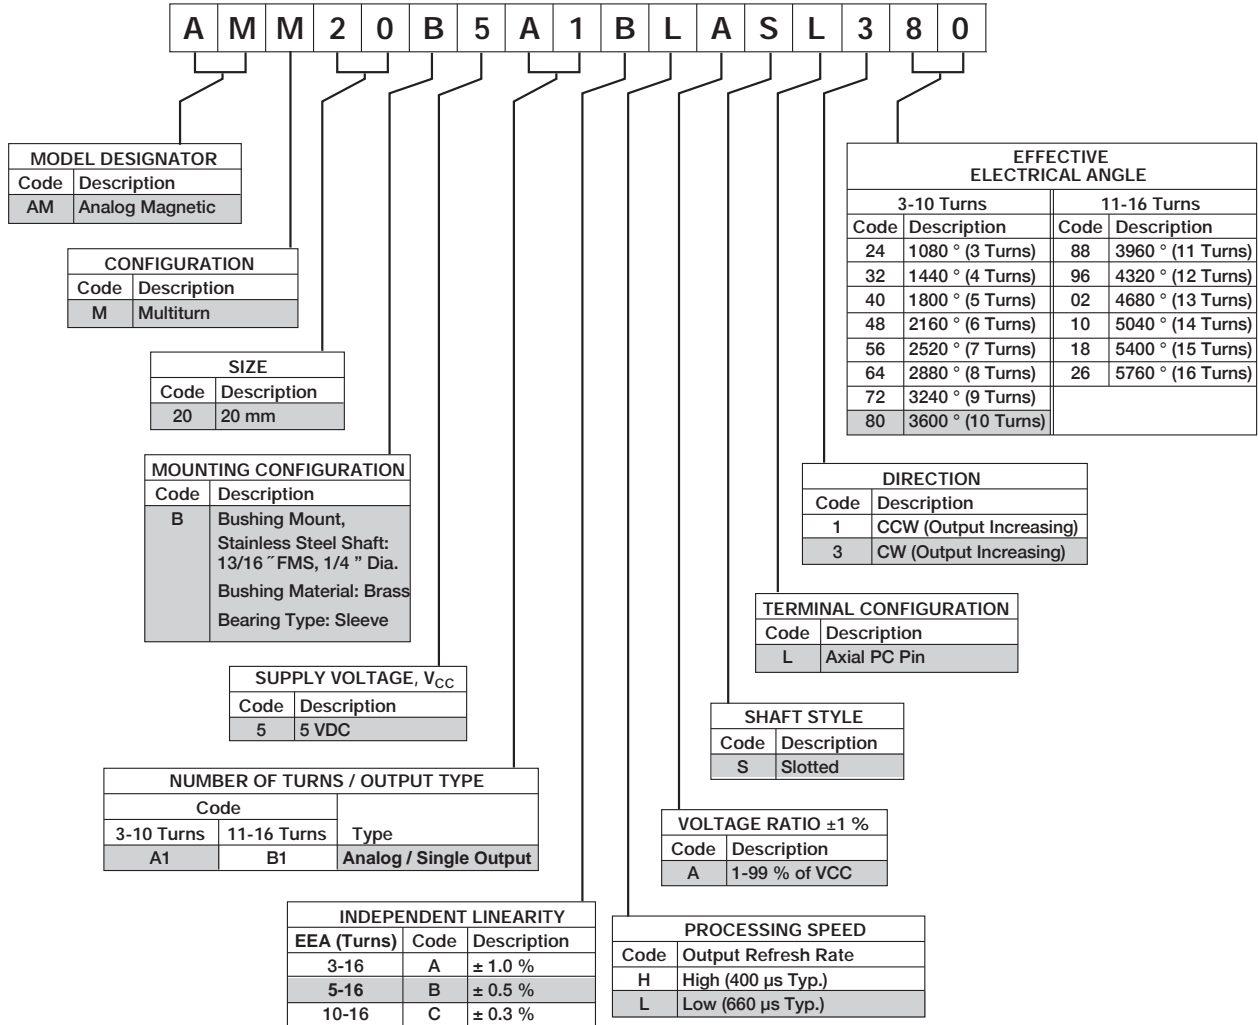 A M M 2 0 B 5 A 1 B L A S L 3 8 0
MODEL DESIGNATOR
Code Description
AM Analog Magnetic
CONFIGURATION
Code Description
M Multiturn
SIZE
Code Description
20 20 mm
MOUNTING CONFIGURATION
Code Description
B Bushing Mount,
Stainless Steel Shaft:
13/16 ˝ FMS, 1/4 ” Dia.
Bushing Material: Brass
Bearing Type: Sleeve
SUPPLY VOLTAGE, VCC
Code Description
5 5 VDC
NUMBER OF TURNS / OUTPUT TYPE
Code
3-10 Turns 11-16 Turns Type
A1 B1 Analog / Single Output
INDEPENDENT LINEARITY
EEA (Turns) Code Description
3-16 A ± 1.0 %
5-16 B ± 0.5 %
10-16 C ± 0.3 %
PROCESSING SPEED
Code Output Refresh Rate
H High (400 µs Typ.)
L Low (660 µs Typ.)
VOLTAGE RATIO ±1 %
Code Description
A 1-99 % of VCC
SHAFT STYLE
Code Description
S Slotted
TERMINAL CONFIGURATION
Code Description
L Axial PC Pin
DIRECTION
Code Description
1 CCW (Output Increasing)
3 CW (Output Increasing)
EFFECTIVE
ELECTRICAL ANGLE
3-10 Turns 11-16 Turns
Code Description Code Description
24 1080 ° (3 Turns) 88 3960 ° (11 Turns)
32 1440 ° (4 Turns) 96 4320 ° (12 Turns)
40 1800 ° (5 Turns) 02 4680 ° (13 Turns)
48 2160 ° (6 Turns) 10 5040 ° (14 Turns)
56 2520 ° (7 Turns) 18 5400 ° (15 Turns)
64 2880 ° (8 Turns) 26 5760 ° (16 Turns)
72 3240 ° (9 Turns)
80 3600 ° (10 Turns)